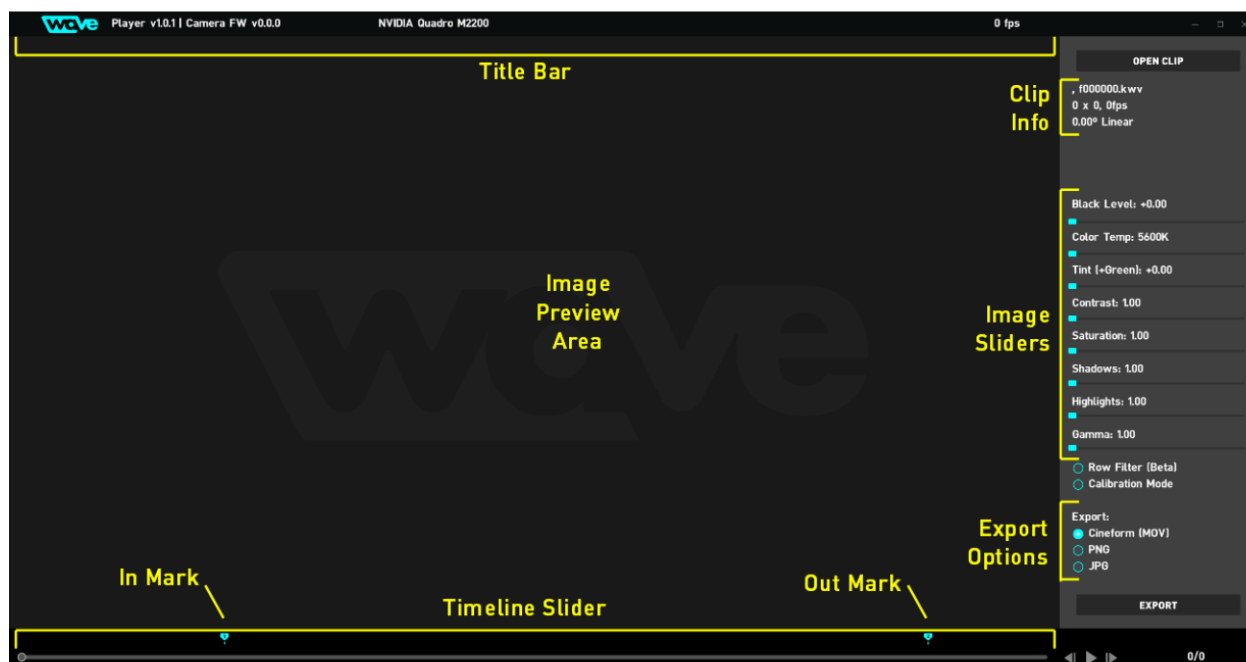 wave Player v1.0.1 | Camera FW v0.0.0 NVIDIA Quadro M2200 0 fps
Title Bar
OPEN CLIP
Clip
Info
, f000000.kwv
0 x 0, 0fps
0.00º Linear
wave
Image
Preview
Area
Image
Sliders
Black Level: +0.00
Color Temp: 5600K
Tint (+Green): +0.00
Contrast: 1.00
Saturation: 1.00
Shadows: 1.00
Highlights: 1.00
Gamma: 1.00
Row Filter (Beta)
Calibration Mode
Export
Options
Export:
Cineform (MOV)
PNG
JPG
In Mark
Timeline Slider
Out Mark
EXPORT
0/0